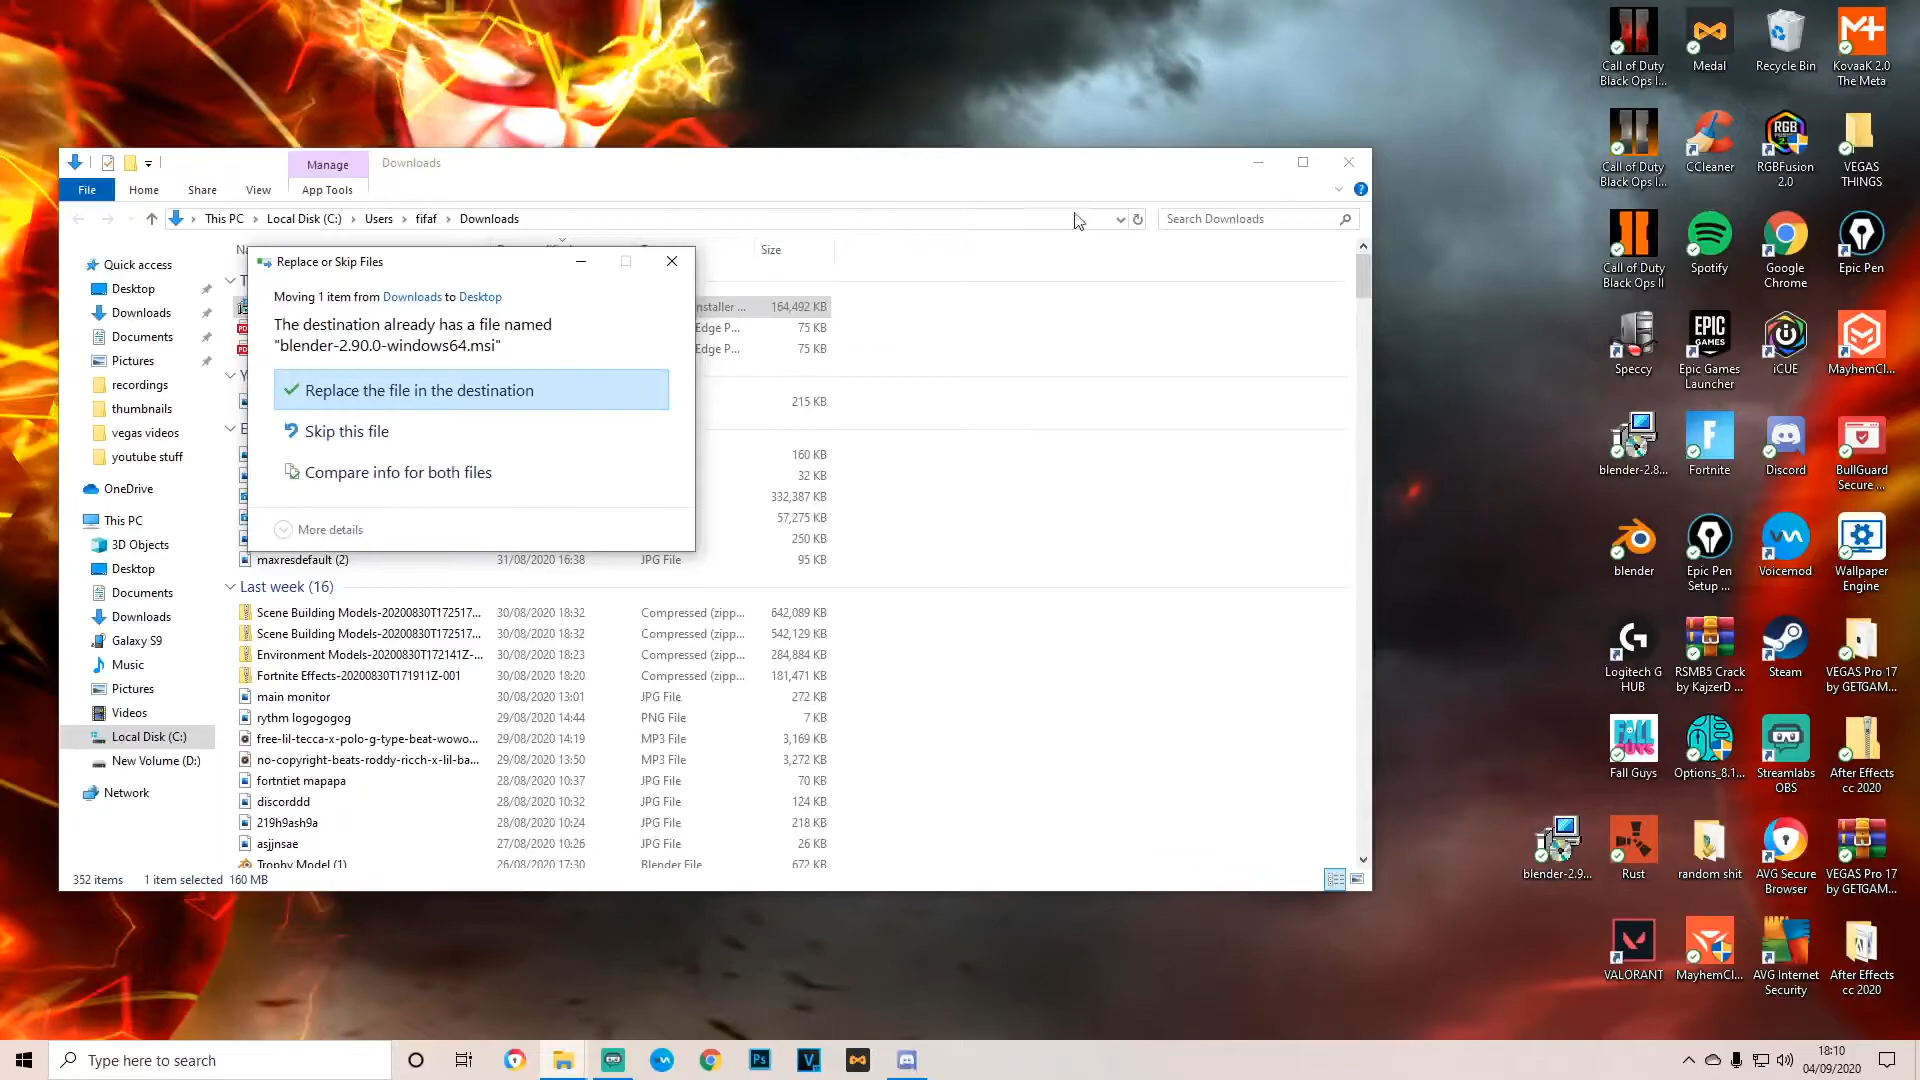 Manage
Downloads
File
Home
Share
View
App Tools
This PC
Local Disk (C:)
Users
fifaf
Downloads
Search Downloads
Size
Quick access
Desktop
Downloads
Documents
Pictures
recordings
thumbnails
vegas videos
youtube stuff
OneDrive
This PC
3D Objects
Desktop
Documents
Downloads
Galaxy S9
Music
Pictures
Videos
Local Disk (C:)
New Volume (D:)
Network
Replace or Skip Files
Moving 1 item from Downloads to Desktop
The destination already has a file named
"blender-2.90.0-windows64.msi"
Replace the file in the destination
Skip this file
Compare info for both files
More details
nstaller ... 164,492 KB
Edge P... 75 KB
Edge P... 75 KB
215 KB
160 KB
32 KB
332,387 KB
57,275 KB
250 KB
maxresdefault (2) 31/08/2020 16:38 JPG File 95 KB
Last week (16)
Scene Building Models-20200830T172517... 30/08/2020 18:32 Compressed (zipp... 642,089 KB
Scene Building Models-20200830T172517... 30/08/2020 18:32 Compressed (zipp... 542,129 KB
Environment Models-20200830T172141Z-... 30/08/2020 18:23 Compressed (zipp... 284,884 KB
Fortnite Effects-20200830T171911Z-001 30/08/2020 18:20 Compressed (zipp... 181,471 KB
main monitor 30/08/2020 13:01 JPG File 272 KB
rythm logogogog 29/08/2020 14:44 PNG File 7 KB
free-lil-tecca-x-polo-g-type-beat-wowo... 29/08/2020 14:19 MP3 File 3,169 KB
no-copyright-beats-roddy-ricch-x-lil-ba... 29/08/2020 13:50 MP3 File 3,272 KB
fortntiet mapapa 28/08/2020 10:37 JPG File 70 KB
discorddd 28/08/2020 10:32 JPG File 124 KB
219h9ash9a 28/08/2020 10:24 JPG File 218 KB
asjjnsae 27/08/2020 10:26 JPG File 26 KB
Trophy Model (1) 26/08/2020 17:30 Blender File 672 KB
352 items 1 item selected 160 MB
Call of Duty
Black Ops I...
Medal
Recycle Bin
KovaaK 2.0
The Meta
Call of Duty
Black Ops I...
CCleaner
RGBFusion
2.0
VEGAS
THINGS
Call of Duty
Black Ops II
Spotify
Google
Chrome
Epic Pen
Speccy
Epic Games
Launcher
iCUE
MayhemCl...
blender-2.8...
Fortnite
Discord
BullGuard
Secure ...
blender
Epic Pen
Setup ...
Voicemod
Wallpaper
Engine
Logitech G
HUB
RSMB5 Crack
by KajzerD ...
Steam
VEGAS Pro 17
by GETGAM...
Fall Guys
Options_8.1...
Streamlabs
OBS
After Effects
cc 2020
blender-2.9...
Rust
random shit
AVG Secure
Browser
VEGAS Pro 17
by GETGAM...
VALORANT
MayhemCl...
AVG Internet
Security
After Effects
cc 2020
Type here to search
18:10
04/09/2020